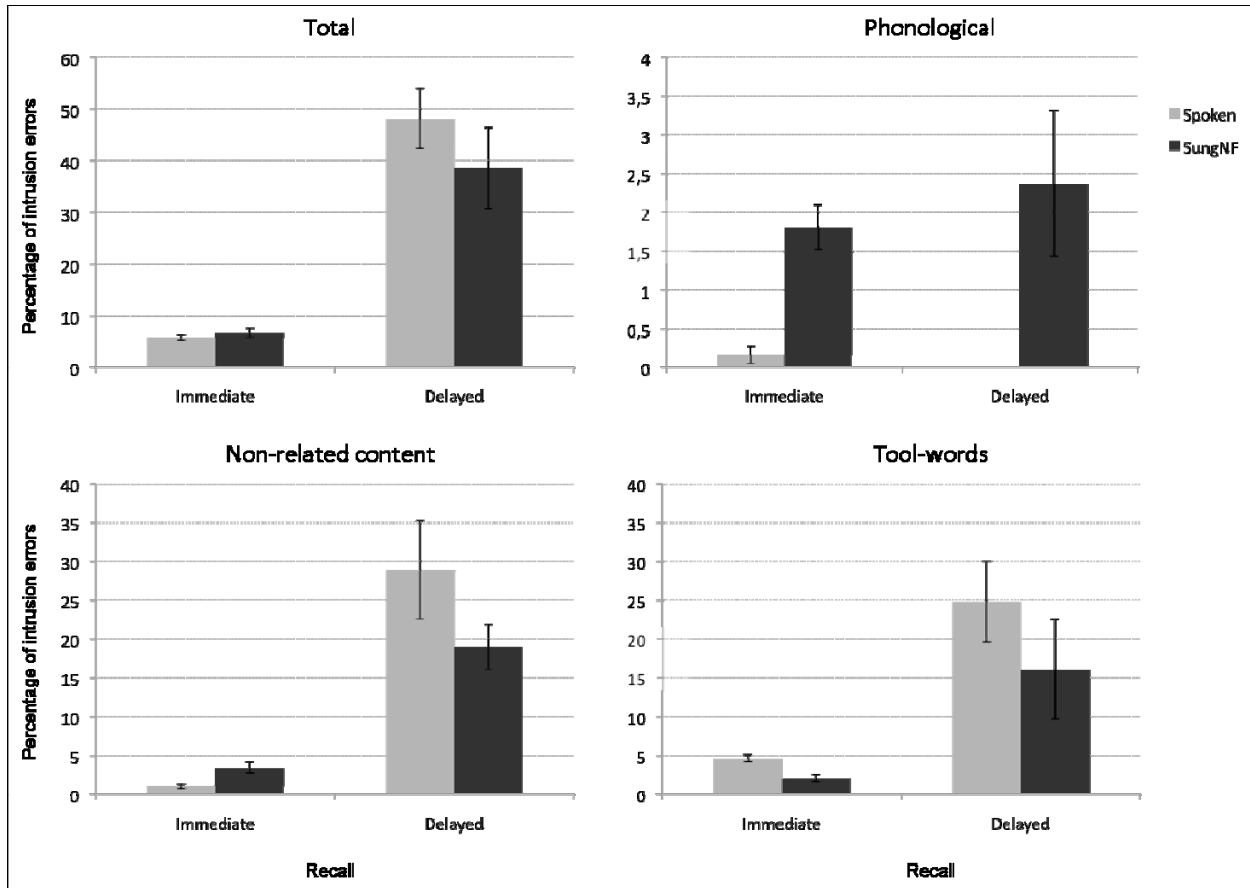 Total
Percentage of intrusion errors
60
50
40
30
20
10
0
Immediate Delayed
Phonological
4
3,5
3
2,5
2
1,5
1
0,5
0
Immediate Delayed
Spoken
SungNF
Non-related content
Percentage of intrusion errors
40
35
30
25
20
15
10
5
0
Immediate Delayed
Recall
Tool-words
40
35
30
25
20
15
10
5
0
Immediate Delayed
Recall